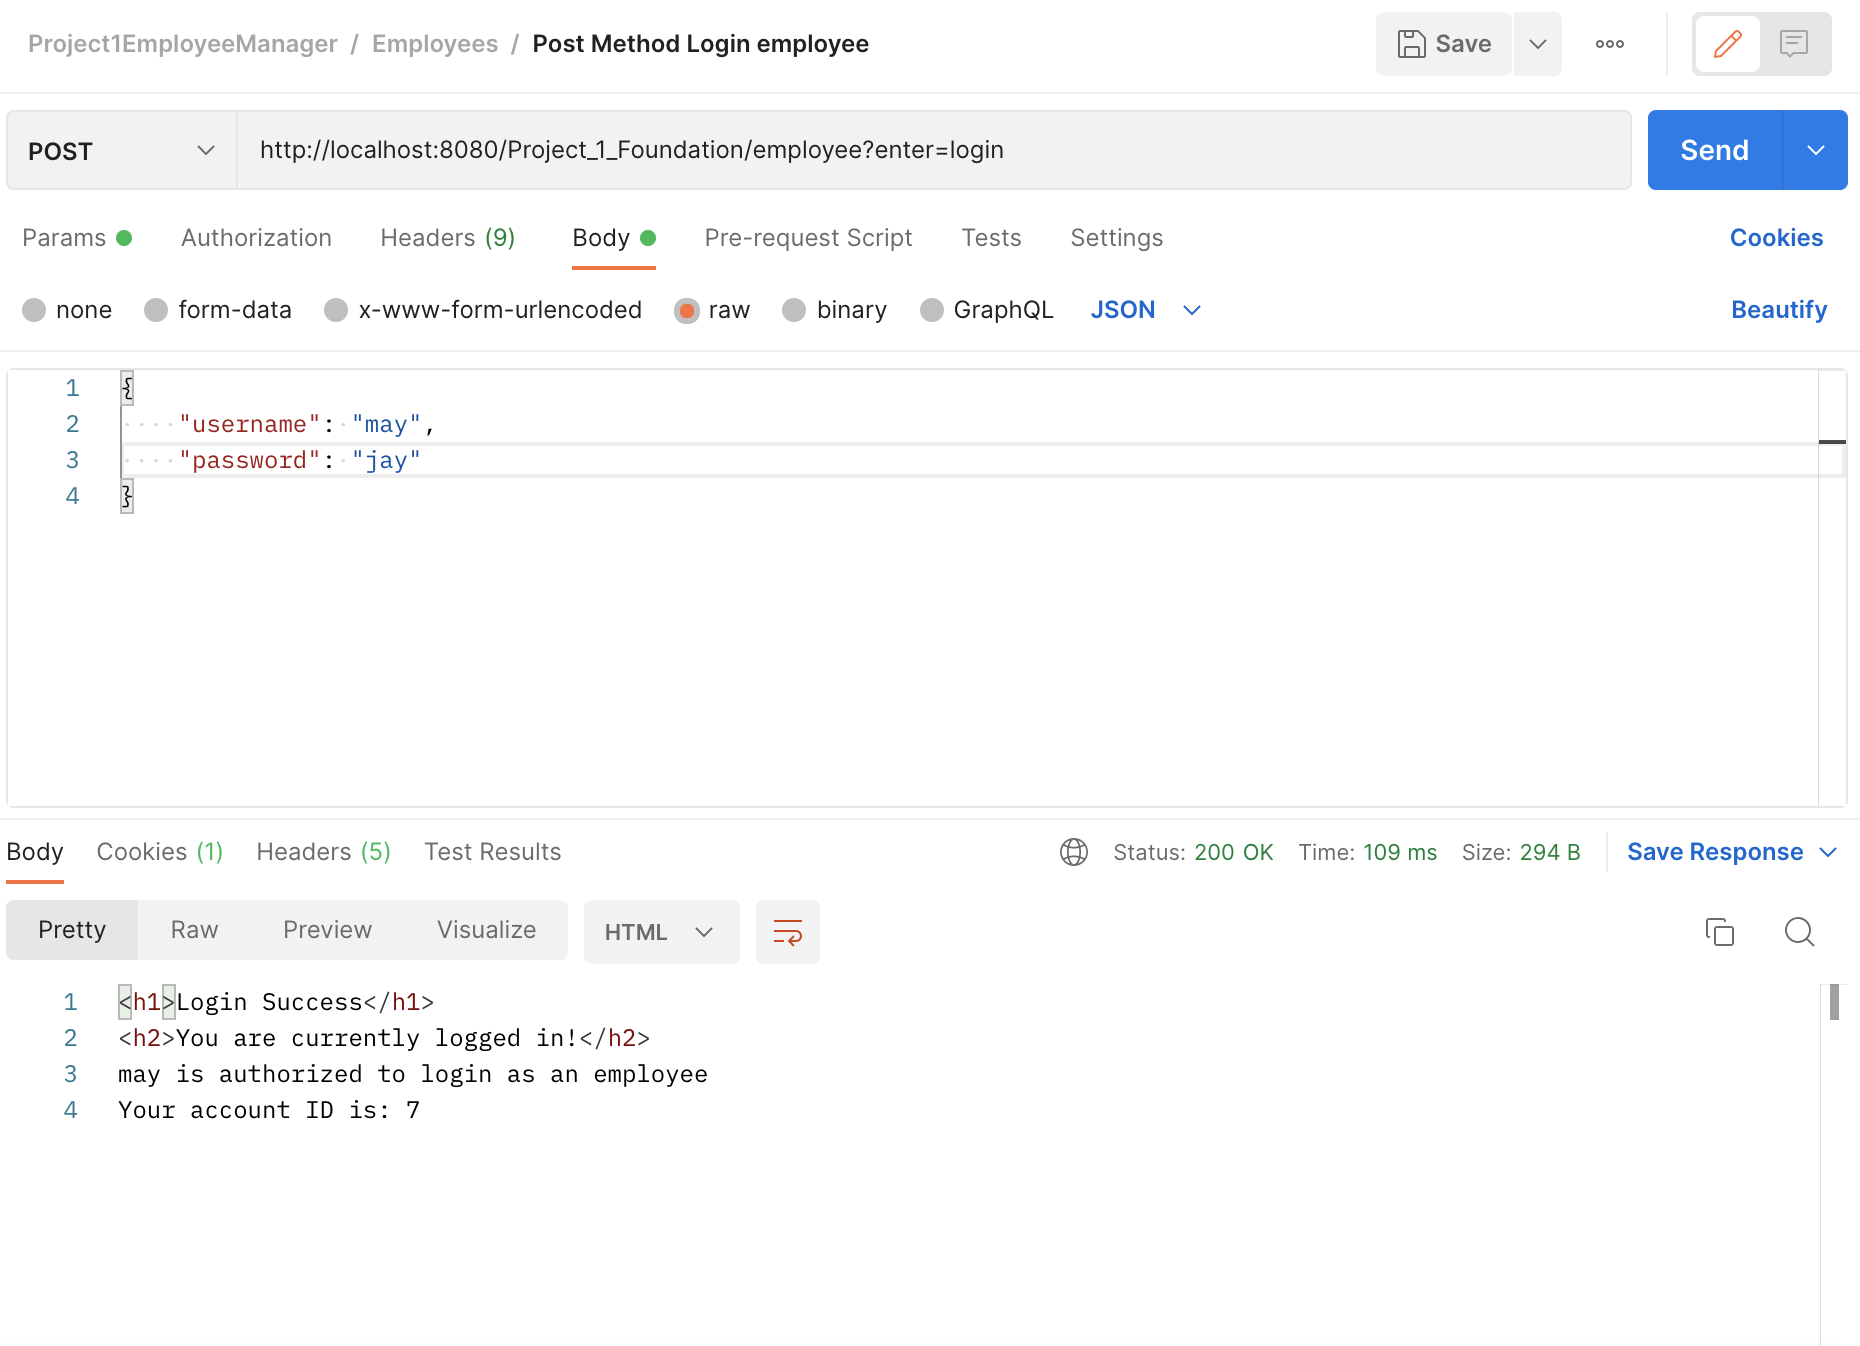 Project1EmployeeManager / Employees / Post Method Login employee Save
POST http://localhost:8080/Project_1_Foundation/employee?enter=login Send
Params Authorization Headers (9) Body Pre-request Script Tests Settings Cookies
none form-data x-www-form-urlencoded raw binary GraphQL JSON Beautify
1 {
2 "username": "may",
3 "password": "jay"
4 }
Body Cookies (1) Headers (5) Test Results Status: 200 OK Time: 109 ms Size: 294 B Save Response
Pretty Raw Preview Visualize HTML
1 <h1>Login Success</h1>
2 <h2>You are currently logged in!</h2>
3 may is authorized to login as an employee
4 Your account ID is: 7